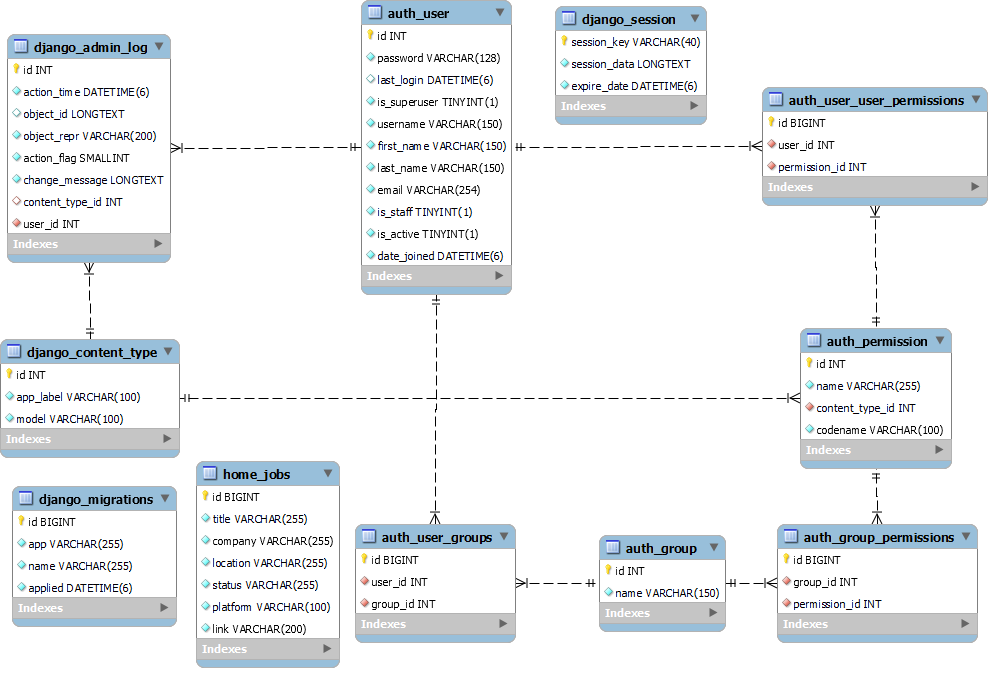 django_admin_log
id INT
action_time DATETIME(6)
object_id LONGTEXT
object_repr VARCHAR(200)
action_flag SMALLINT
change_message LONGTEXT
content_type_id INT
user_id INT
Indexes
auth_user
id INT
password VARCHAR(128)
last_login DATETIME(6)
is_superuser TINYINT(1)
username VARCHAR(150)
first_name VARCHAR(150)
last_name VARCHAR(150)
email VARCHAR(254)
is_staff TINYINT(1)
is_active TINYINT(1)
date_joined DATETIME(6)
Indexes
django_session
session_key VARCHAR(40)
session_data LONGTEXT
expire_date DATETIME(6)
Indexes
auth_user_user_permissions
id BIGINT
user_id INT
permission_id INT
Indexes
django_content_type
id INT
app_label VARCHAR(100)
model VARCHAR(100)
Indexes
auth_permission
id INT
name VARCHAR(255)
content_type_id INT
codename VARCHAR(100)
Indexes
django_migrations
id BIGINT
app VARCHAR(255)
name VARCHAR(255)
applied DATETIME(6)
Indexes
home_jobs
id BIGINT
title VARCHAR(255)
company VARCHAR(255)
location VARCHAR(255)
status VARCHAR(255)
platfom VARCHAR(100)
link VARCHAR(200)
Indexes
auth_user_groups
id BIGINT
user_id INT
group_id INT
Indexes
auth_group
id INT
name VARCHAR(150)
Indexes
auth_group_permissions
id BIGINT
group_id INT
permission_id INT
Indexes